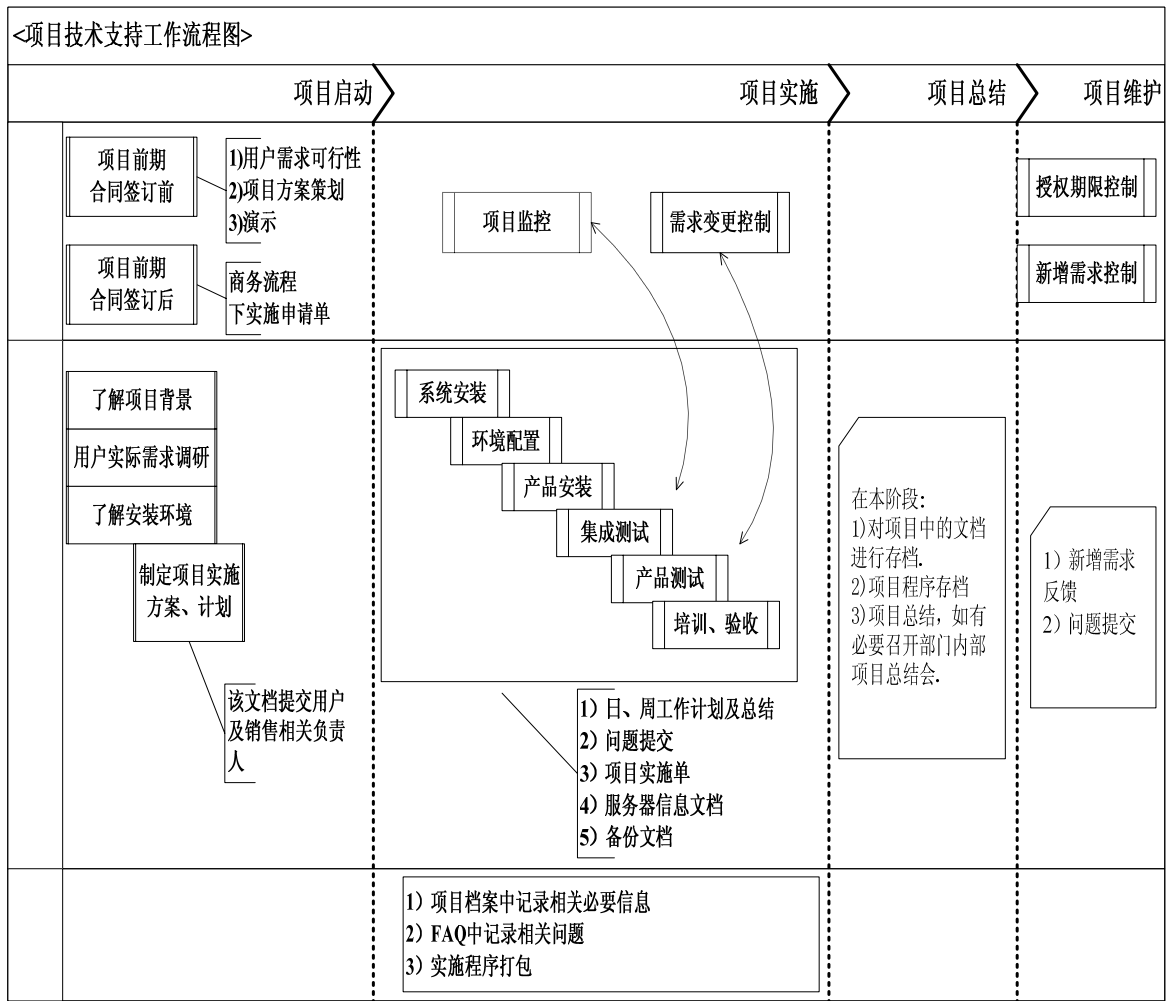 <项目技术支持工作流程图>
项目启动
项目实施
项目总结
项目维护
项目前期
合同签订前
1)用户需求可行性
2)项目方案策划
3)演示
项目前期
合同签订后
商务流程
下实施申请单
项目监控
需求变更控制
授权期限控制
新增需求控制
了解项目背景
用户实际需求调研
了解安装环境
制定项目实施
方案、计划
该文档提交用户
及销售相关负责
人
系统安装
环境配置
产品安装
集成测试
产品测试
培训、验收
1）日、周工作计划及总结
2）问题提交
3）项目实施单
4）服务器信息文档
5）备份文档
在本阶段:
1)对项目中的文档
进行存档.
2)项目程序存档
3)项目总结，如有
必要召开部门内部
项目总结会.
1）新增需求
反馈
2）问题提交
1）项目档案中记录相关必要信息
2）FAQ中记录相关问题
3）实施程序打包